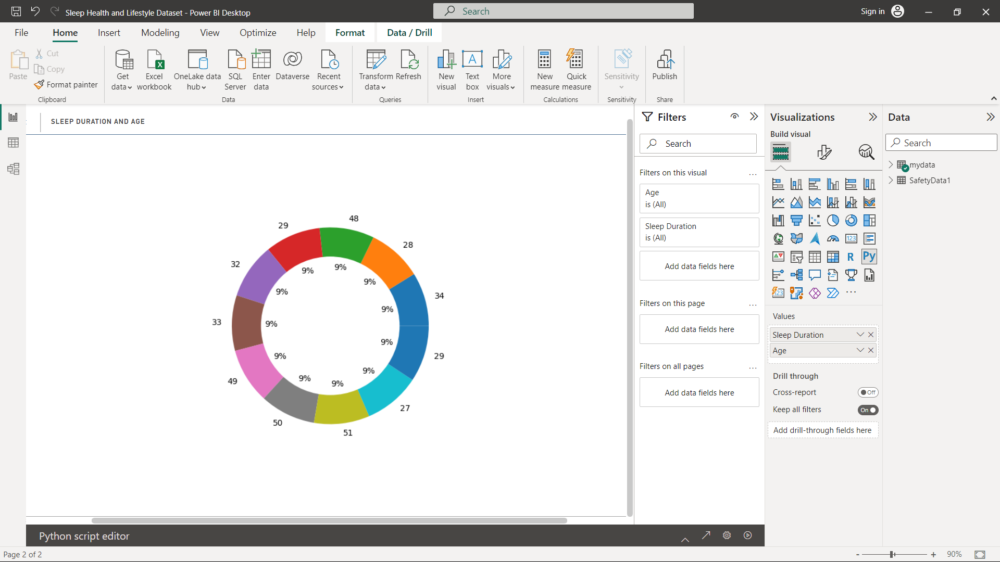 Sleep Health and Lifestyle Dataset - Power BI Desktop
Search
Sign in
File Home Insert Modeling View Optimize Help Format Data / Drill
Paste
Cut
Copy
Format painter
Clipboard
Get data
Excel workbook
OneLake data hub
SQL Server
Enter data
Dataverse
Recent sources
Data
Transform data
Refresh
Queries
New visual
Text box
More visuals
Insert
New measure
Quick measure
Calculations
Sensitivity
Sensitivity
Publish
Share
SLEEP DURATION AND AGE
48
29
28
32
34
33
29
49
27
50
51
9%
9%
9%
9%
9%
9%
9%
9%
9%
9%
9%
Filters
Search
Filters on this visual ...
Age
is (All)
Sleep Duration
is (All)
Add data fields here
Filters on this page ...
Add data fields here
Filters on all pages ...
Add data fields here
Visualizations
Build visual
123
R
Py
123
...
Values
Sleep Duration
Age
Drill through
Cross-report Off
Keep all filters On
Add drill-through fields here
Data
Search
mydata
SafetyData1
Python script editor
Page 2 of 2
- + 90%